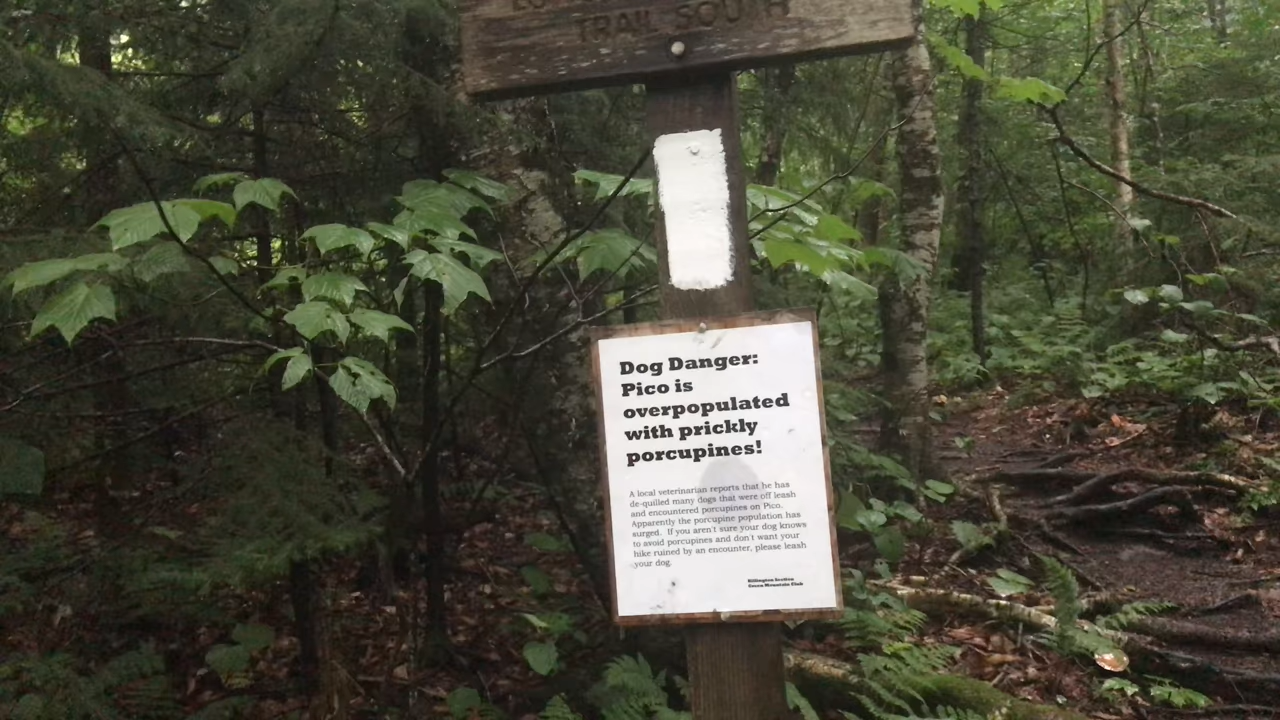 TRAIL SOUTH
Dog Danger:
Pico is
overpopulated
with prickly
porcupines!
A local veterinarian reports that he has
de-quilled many dogs that were off leash
and encountered porcupines on Pico.
Apparently the porcupine population has
surged. If you aren't sure your dog knows
to avoid porcupines and don't want your
hike ruined by an encounter, please leash
your dog.
Killington Section
Green Mountain Club